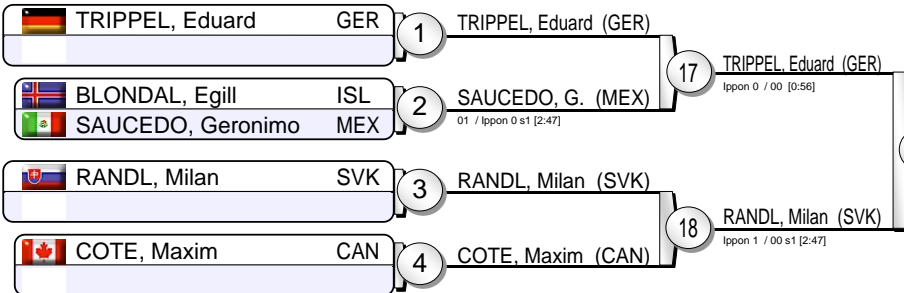 TRIPPEL, Eduard GER
1
BLONDAL, Egill ISL
SAUCEDO, Geronimo MEX
2
RANDL, Milan SVK
3
COTE, Maxim CAN
4
TRIPPEL, Eduard (GER)
SAUCEDO, G. (MEX)
01 / Ippon 0 s1 [2:47]
RANDL, Milan (SVK)
COTE, Maxim (CAN)
17
18
TRIPPEL, Eduard (GER)
Ippon 0 / 00 [0:56]
RANDL, Milan (SVK)
Ippon 1 / 00 s1 [2:47]